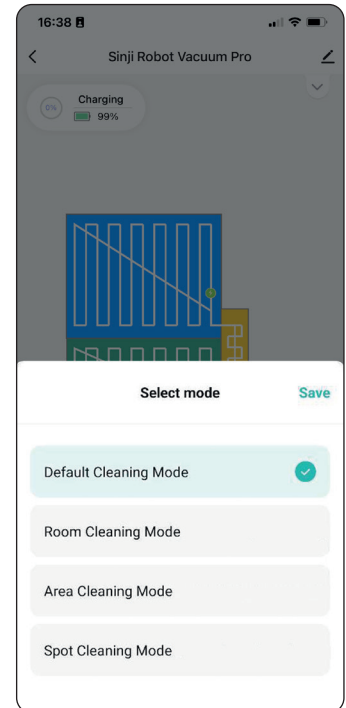 16:38
Sinji Robot Vacuum Pro
0%
Charging
99%
Select mode
Save
Default Cleaning Mode
Room Cleaning Mode
Area Cleaning Mode
Spot Cleaning Mode